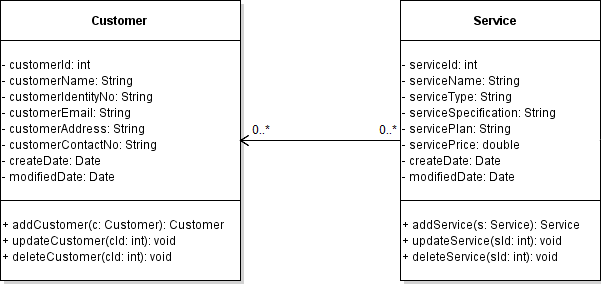 Customer
- customerId: int
- customerName: String
- customerIdentityNo: String
- customerEmail: String
- customerAddress: String
- customerContactNo: String
- createDate: Date
- modifiedDate: Date
+ addCustomer(c: Customer): Customer
+ updateCustomer(cId: int): void
+ deleteCustomer(cId: int): void
0..*
0..*
Service
- serviceId: int
- serviceName: String
- serviceType: String
- serviceSpecification: String
- servicePlan: String
- servicePrice: double
- createDate: Date
- modifiedDate: Date
+ addService(s: Service): Service
+ updateService(sId: int): void
+ deleteService(sId: int): void